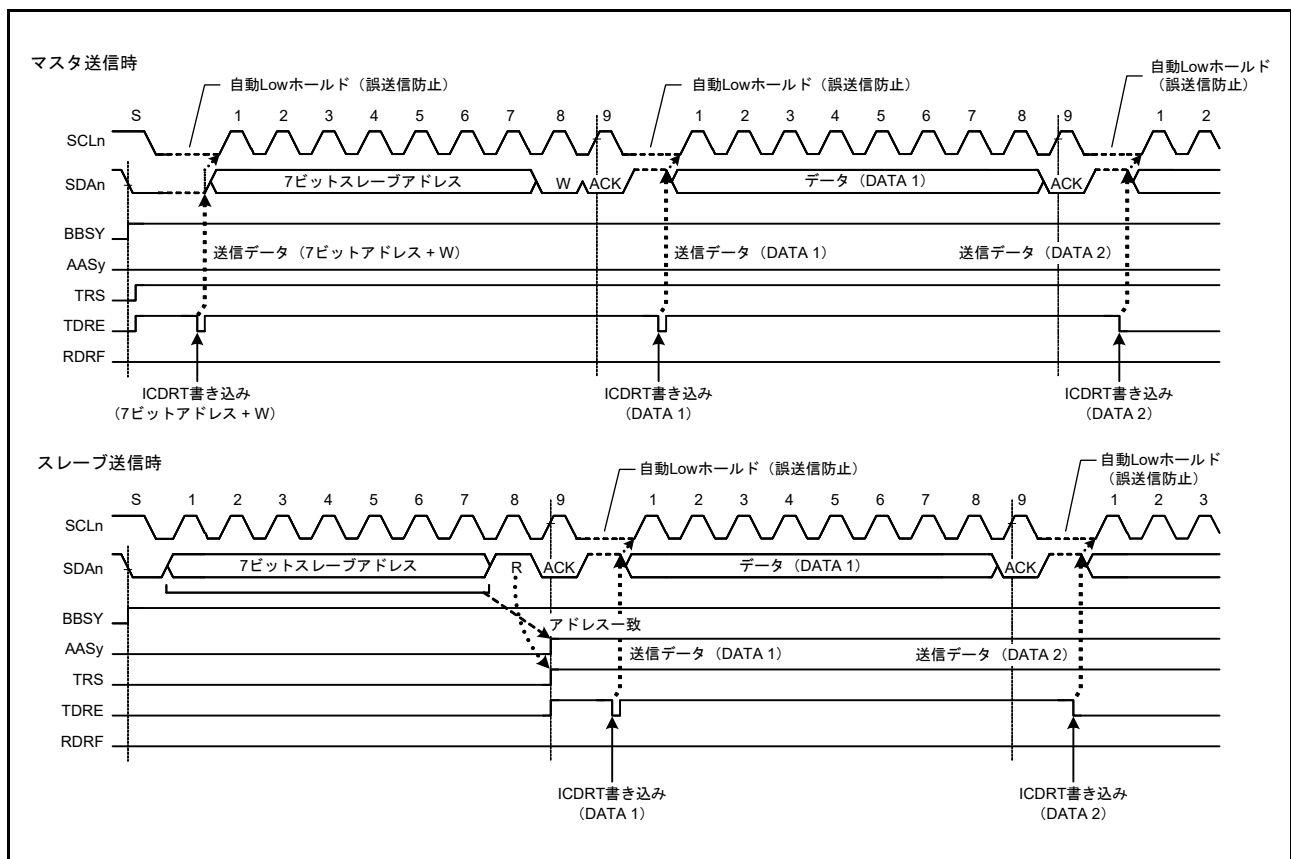 マスタ送信時
自動Lowホールド（誤送信防止）
自動Lowホールド（誤送信防止）
自動Lowホールド
（誤送信防止）
S 1 2 3 4 5 6 7 8 9 1 2 3 4 5 6 7 8 9 1 2
SCLn
SDAn
7ビットスレーブアドレス
W
ACK
データ（DATA 1）
ACK
BBSY
送信データ（7ビットアドレス + W）
送信データ（DATA 1）
送信データ（DATA 2）
AASy
TRS
TDRE
RDRF
ICDRT書き込み
（7ビットアドレス + W）
ICDRT書き込み
（DATA 1）
ICDRT書き込み
（DATA 2）
スレーブ送信時
自動Lowホールド（誤送信防止）
自動Lowホールド
（誤送信防止）
S 1 2 3 4 5 6 7 8 9 1 2 3 4 5 6 7 8 9 1 2 3
SCLn
SDAn
7ビットスレーブアドレス
R
ACK
データ（DATA 1）
ACK
BBSY
アドレス一致
AASy
送信データ（DATA 1）
送信データ（DATA 2）
TRS
TDRE
RDRF
ICDRT書き込み
（DATA 1）
ICDRT書き込み
（DATA 2）